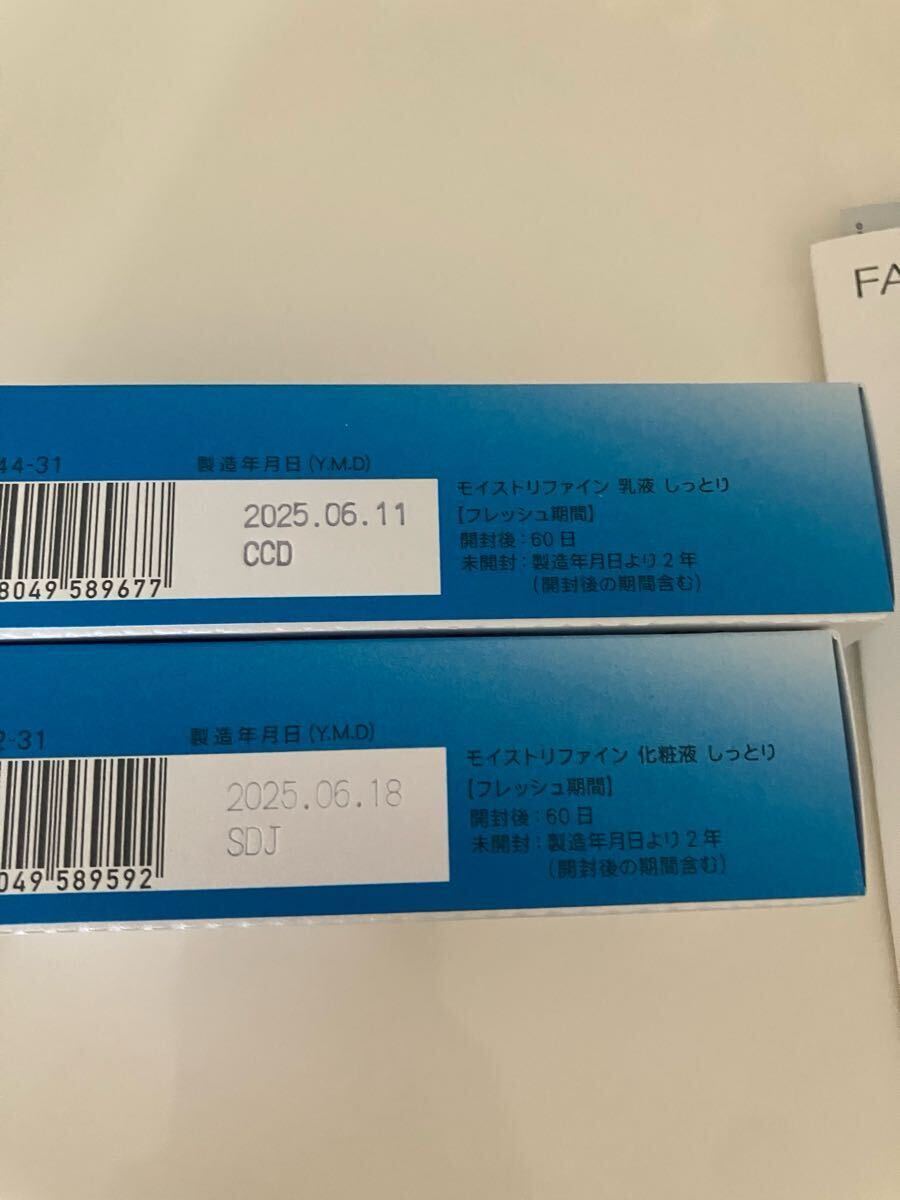 FA
44-31
製造年月日(Y.M.D)
2025.06.11
CCD
8049 589677
モイストリファイン 乳液 しっとり
【フレッシュ期間】
開封後:60日
未開封:製造年月日より2年
(開封後の期間含む)
2-31
製造年月日(Y.M.D)
2025.06.18
SDJ
049 589592
モイストリファイン 化粧液 しっとり
【フレッシュ期間】
開封後:60日
未開封:製造年月日より2年
(開封後の期間含む)